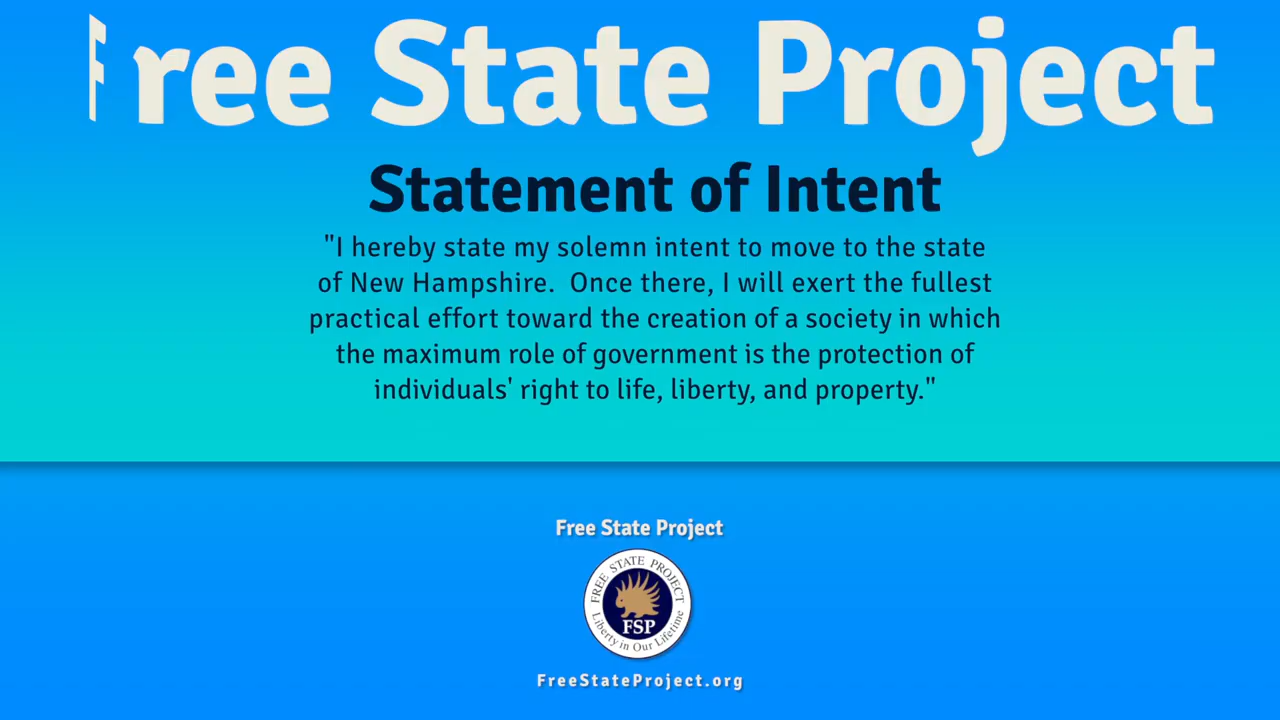 Free State Project
Statement of Intent
"I hereby state my solemn intent to move to the state
of New Hampshire.  Once there, I will exert the fullest
practical effort toward the creation of a society in which
the maximum role of government is the protection of
individuals' right to life, liberty, and property."
Free State Project
FREE STATE PROJECT
FSP
Liberty in Our Lifetime
FreeStateProject.org